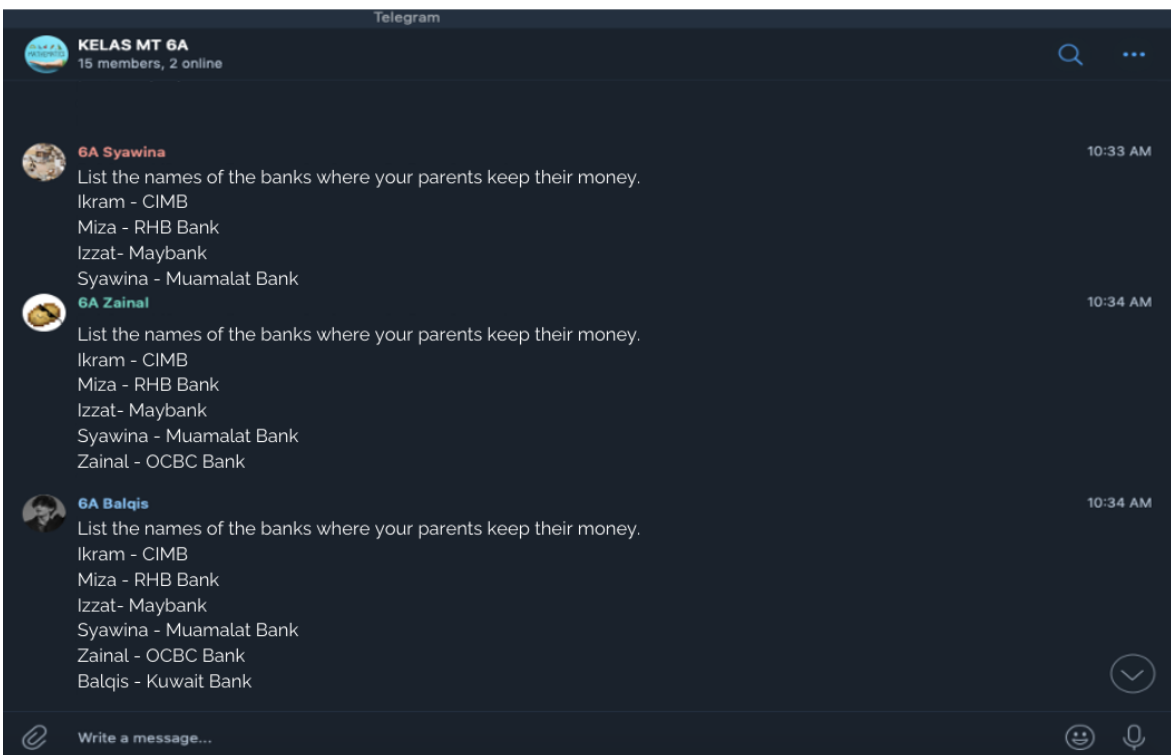 Telegram
KELAS MT 6A
15 members, 2 online
6A Syawina 10:33 AM
List the names of the banks where your parents keep their money.
Ikram - CIMB
Miza - RHB Bank
Izzat- Maybank
Syawina - Muamalat Bank
6A Zainal 10:34 AM
List the names of the banks where your parents keep their money.
Ikram - CIMB
Miza - RHB Bank
Izzat- Maybank
Syawina - Muamalat Bank
Zainal - OCBC Bank
6A Balqis 10:34 AM
List the names of the banks where your parents keep their money.
Ikram - CIMB
Miza - RHB Bank
Izzat- Maybank
Syawina - Muamalat Bank
Zainal - OCBC Bank
Balqis - Kuwait Bank
Write a message...